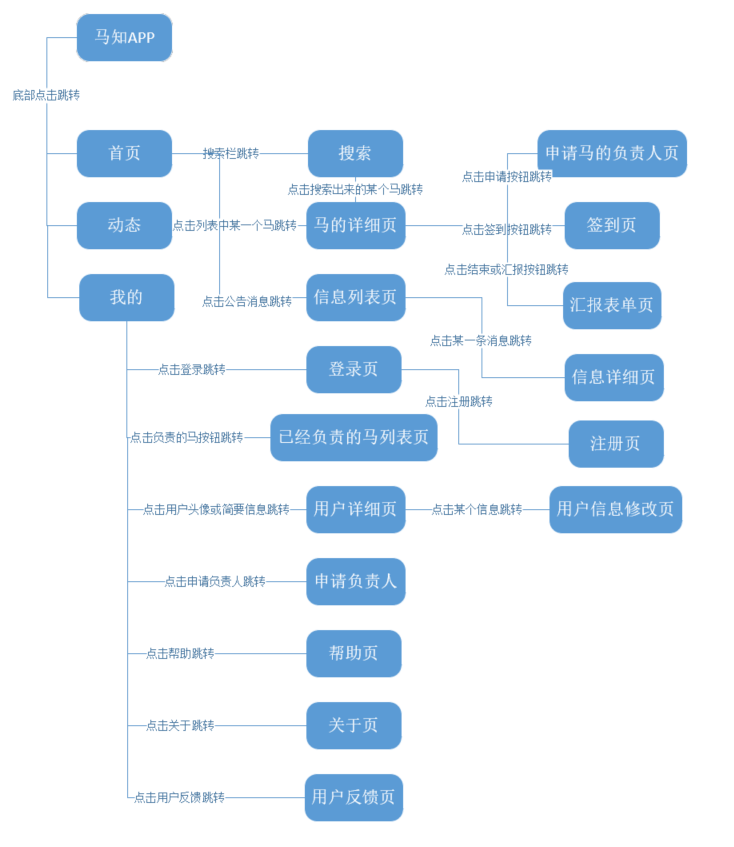 马知APP
底部点击跳转
首页
搜索栏跳转
搜索
申请马的负责人页
点击申请按钮跳转
点击搜索出来的某个马跳转
动态
点击列表中某一个马跳转
马的详细页
点击签到按钮跳转
签到页
点击结束或汇报按钮跳转
我的
点击公告消息跳转
信息列表页
汇报表单页
点击某一条消息跳转
点击登录跳转
登录页
信息详细页
点击注册跳转
点击负责的马按钮跳转
已经负责的马列表页
注册页
点击用户头像或简要信息跳转
用户详细页
点击某个信息跳转
用户信息修改页
点击申请负责人跳转
申请负责人
点击帮助跳转
帮助页
点击关于跳转
关于页
点击用户反馈跳转
用户反馈页